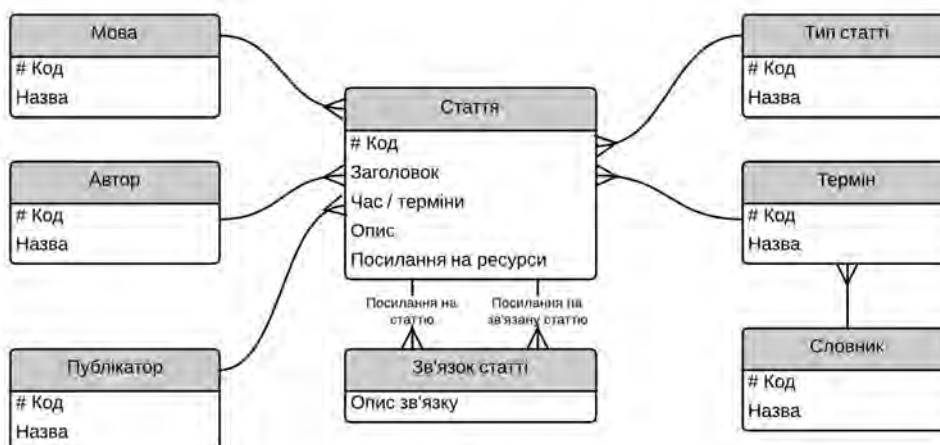 Мова
# Код
Назва
Автор
# Код
Назва
Публікатор
# Код
Назва
Стаття
# Код
Заголовок
Час / терміни
Опис
Посилання на ресурси
Посилання на
статтю
Посилання на
зв'язану статтю
Зв'язок статті
Опис зв'язку
Тип статті
# Код
Назва
Термін
# Код
Назва
Словник
# Код
Назва